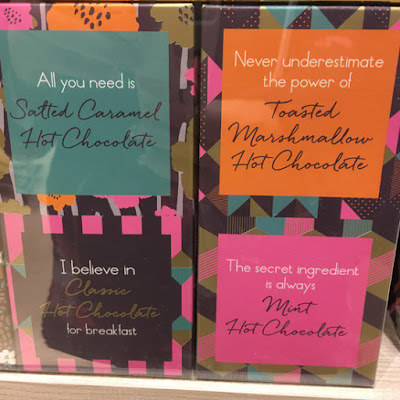 All you need is
Salted Caramel
Hot Chocolate
Never underestimate
the power of
Toasted
Marshmallow
Hot Chocolate
I believe in
Classic
Hot Chocolate
for breakfast
The secret ingredient
is always
Mint
Hot Chocolate